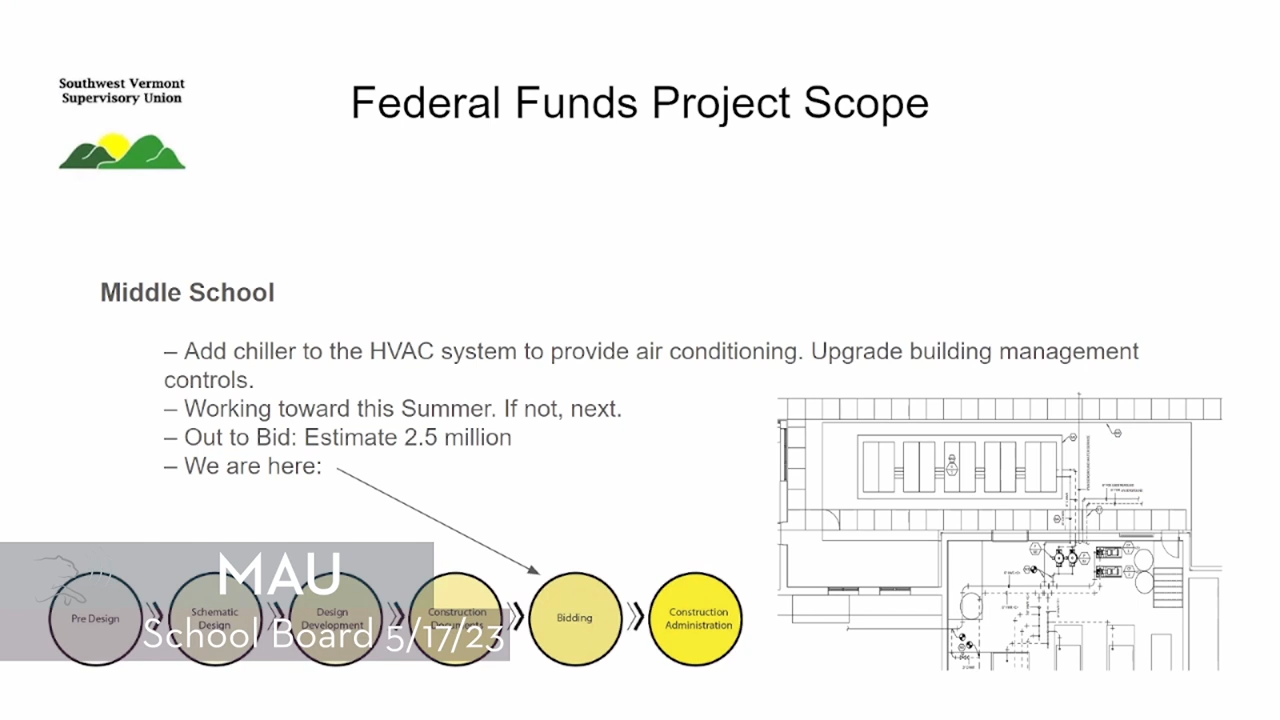 Southwest Vermont
Supervisory Union
Federal Funds Project Scope
Middle School
– Add chiller to the HVAC system to provide air conditioning. Upgrade building management
controls.
– Working toward this Summer. If not, next.
– Out to Bid: Estimate 2.5 million
– We are here:
MAU
School Board 5/17/23
Pre Design
Schematic
Design
Design
Development
Construction
Documents
Bidding
Construction
Administration